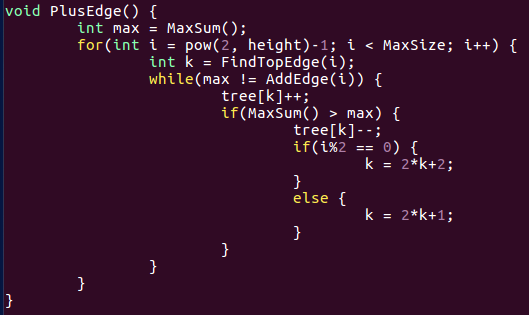 void PlusEdge() {
        int max = MaxSum();
        for(int i = pow(2, height)-1; i < MaxSize; i++) {
                int k = FindTopEdge(i);
                while(max != AddEdge(i)) {
                        tree[k]++;
                        if(MaxSum() > max) {
                                tree[k]--;
                                if(i%2 == 0) {
                                        k = 2*k+2;
                                }
                                else {
                                        k = 2*k+1;
                                }
                        }
                }
        }
}